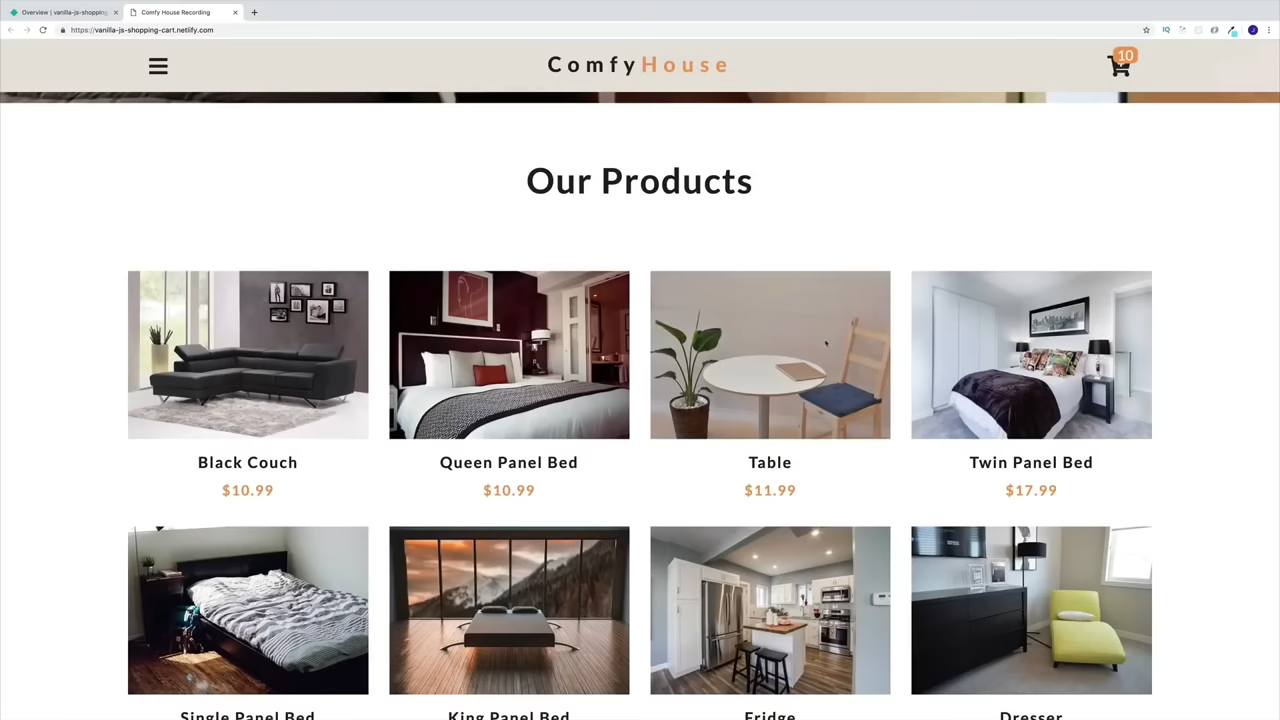 Overview | vanilla-js-shopping
Comfy House Recording
https://vanilla-js-shopping-cart.netlify.com
IQ
J
ComfyHouse
10
Our Products
Black Couch
Queen Panel Bed
Table
Twin Panel Bed
$10.99
$10.99
$11.99
$17.99
Single Panel Bed
King Panel Bed
Fridge
Dresser